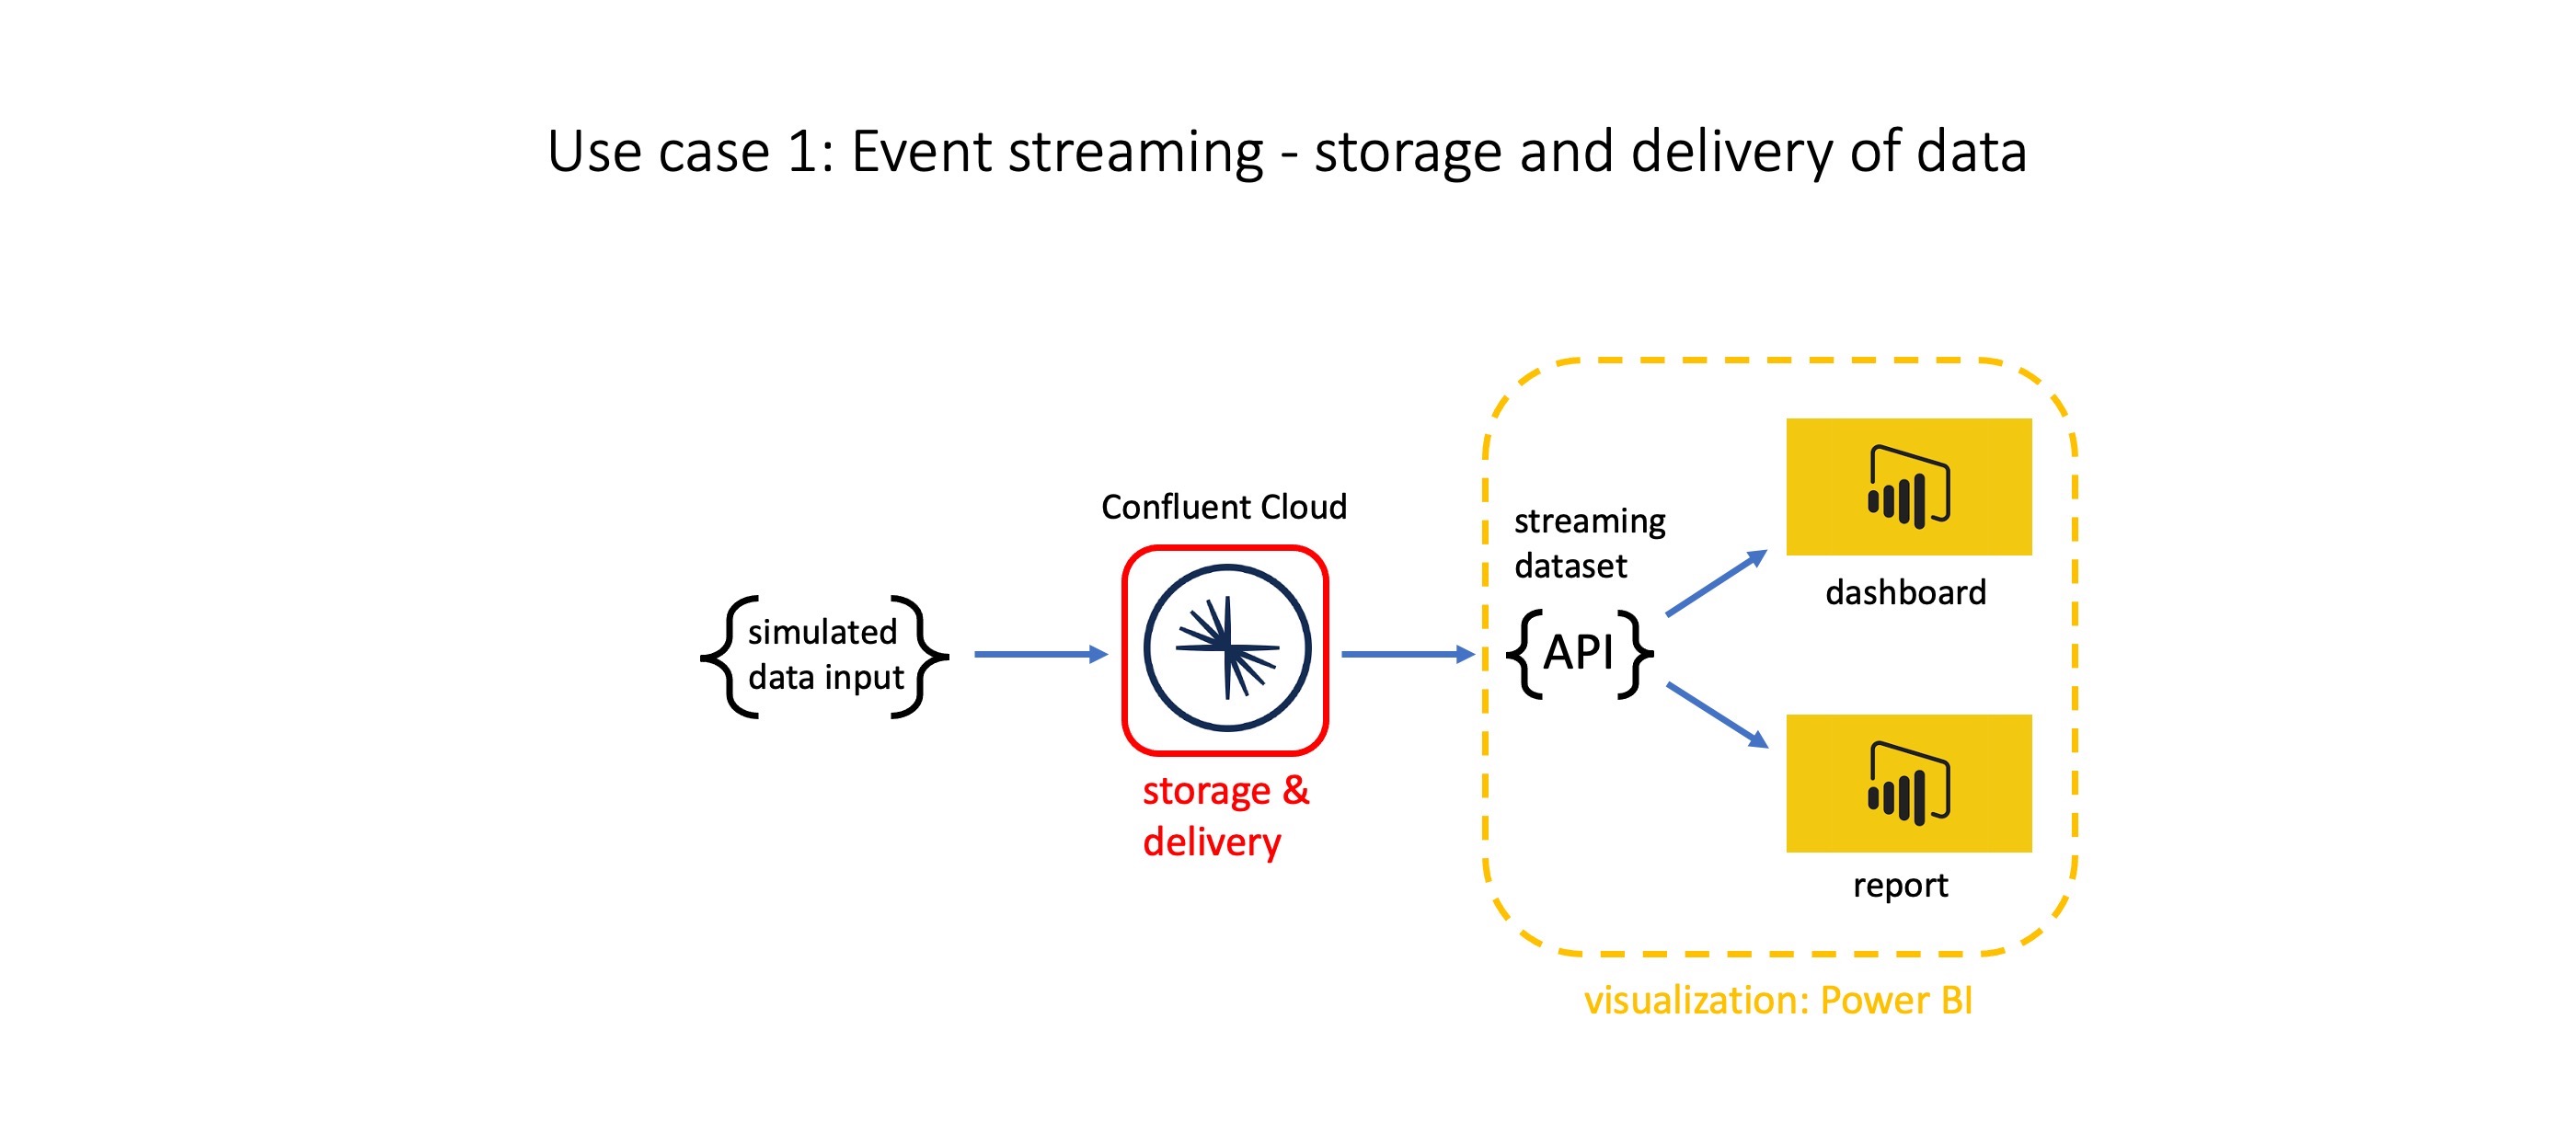 Use case 1: Event streaming - storage and delivery of data
simulated
data input
Confluent Cloud
storage &
delivery
streaming
dataset
{API}
dashboard
report
visualization: Power BI